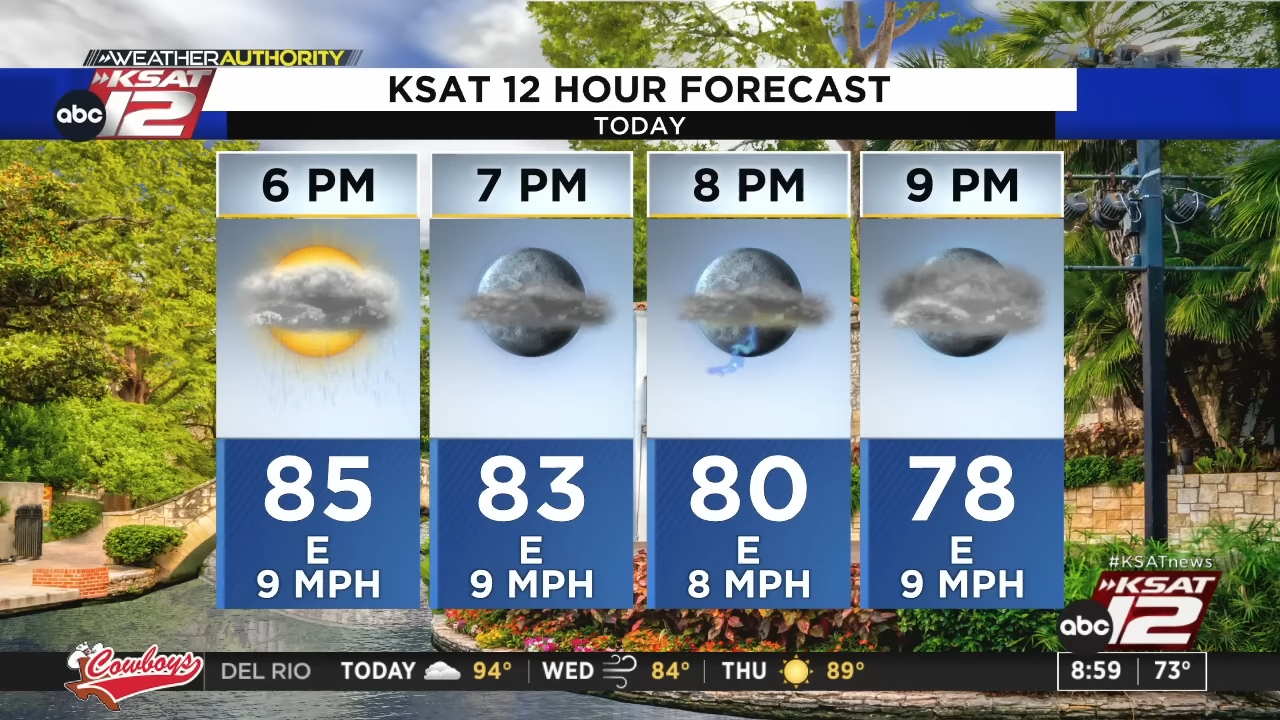 WEATHERAUTHORITY
KSAT
abc 12
KSAT 12 HOUR FORECAST
TODAY
6 PM 7 PM 8 PM 9 PM
85 83 80 78
E E E E
9 MPH 9 MPH 8 MPH 9 MPH
#KSATnews
KSAT
abc 12
Cowboys DEL RIO TODAY 94° WED 84° THU 89° 8:59 73°